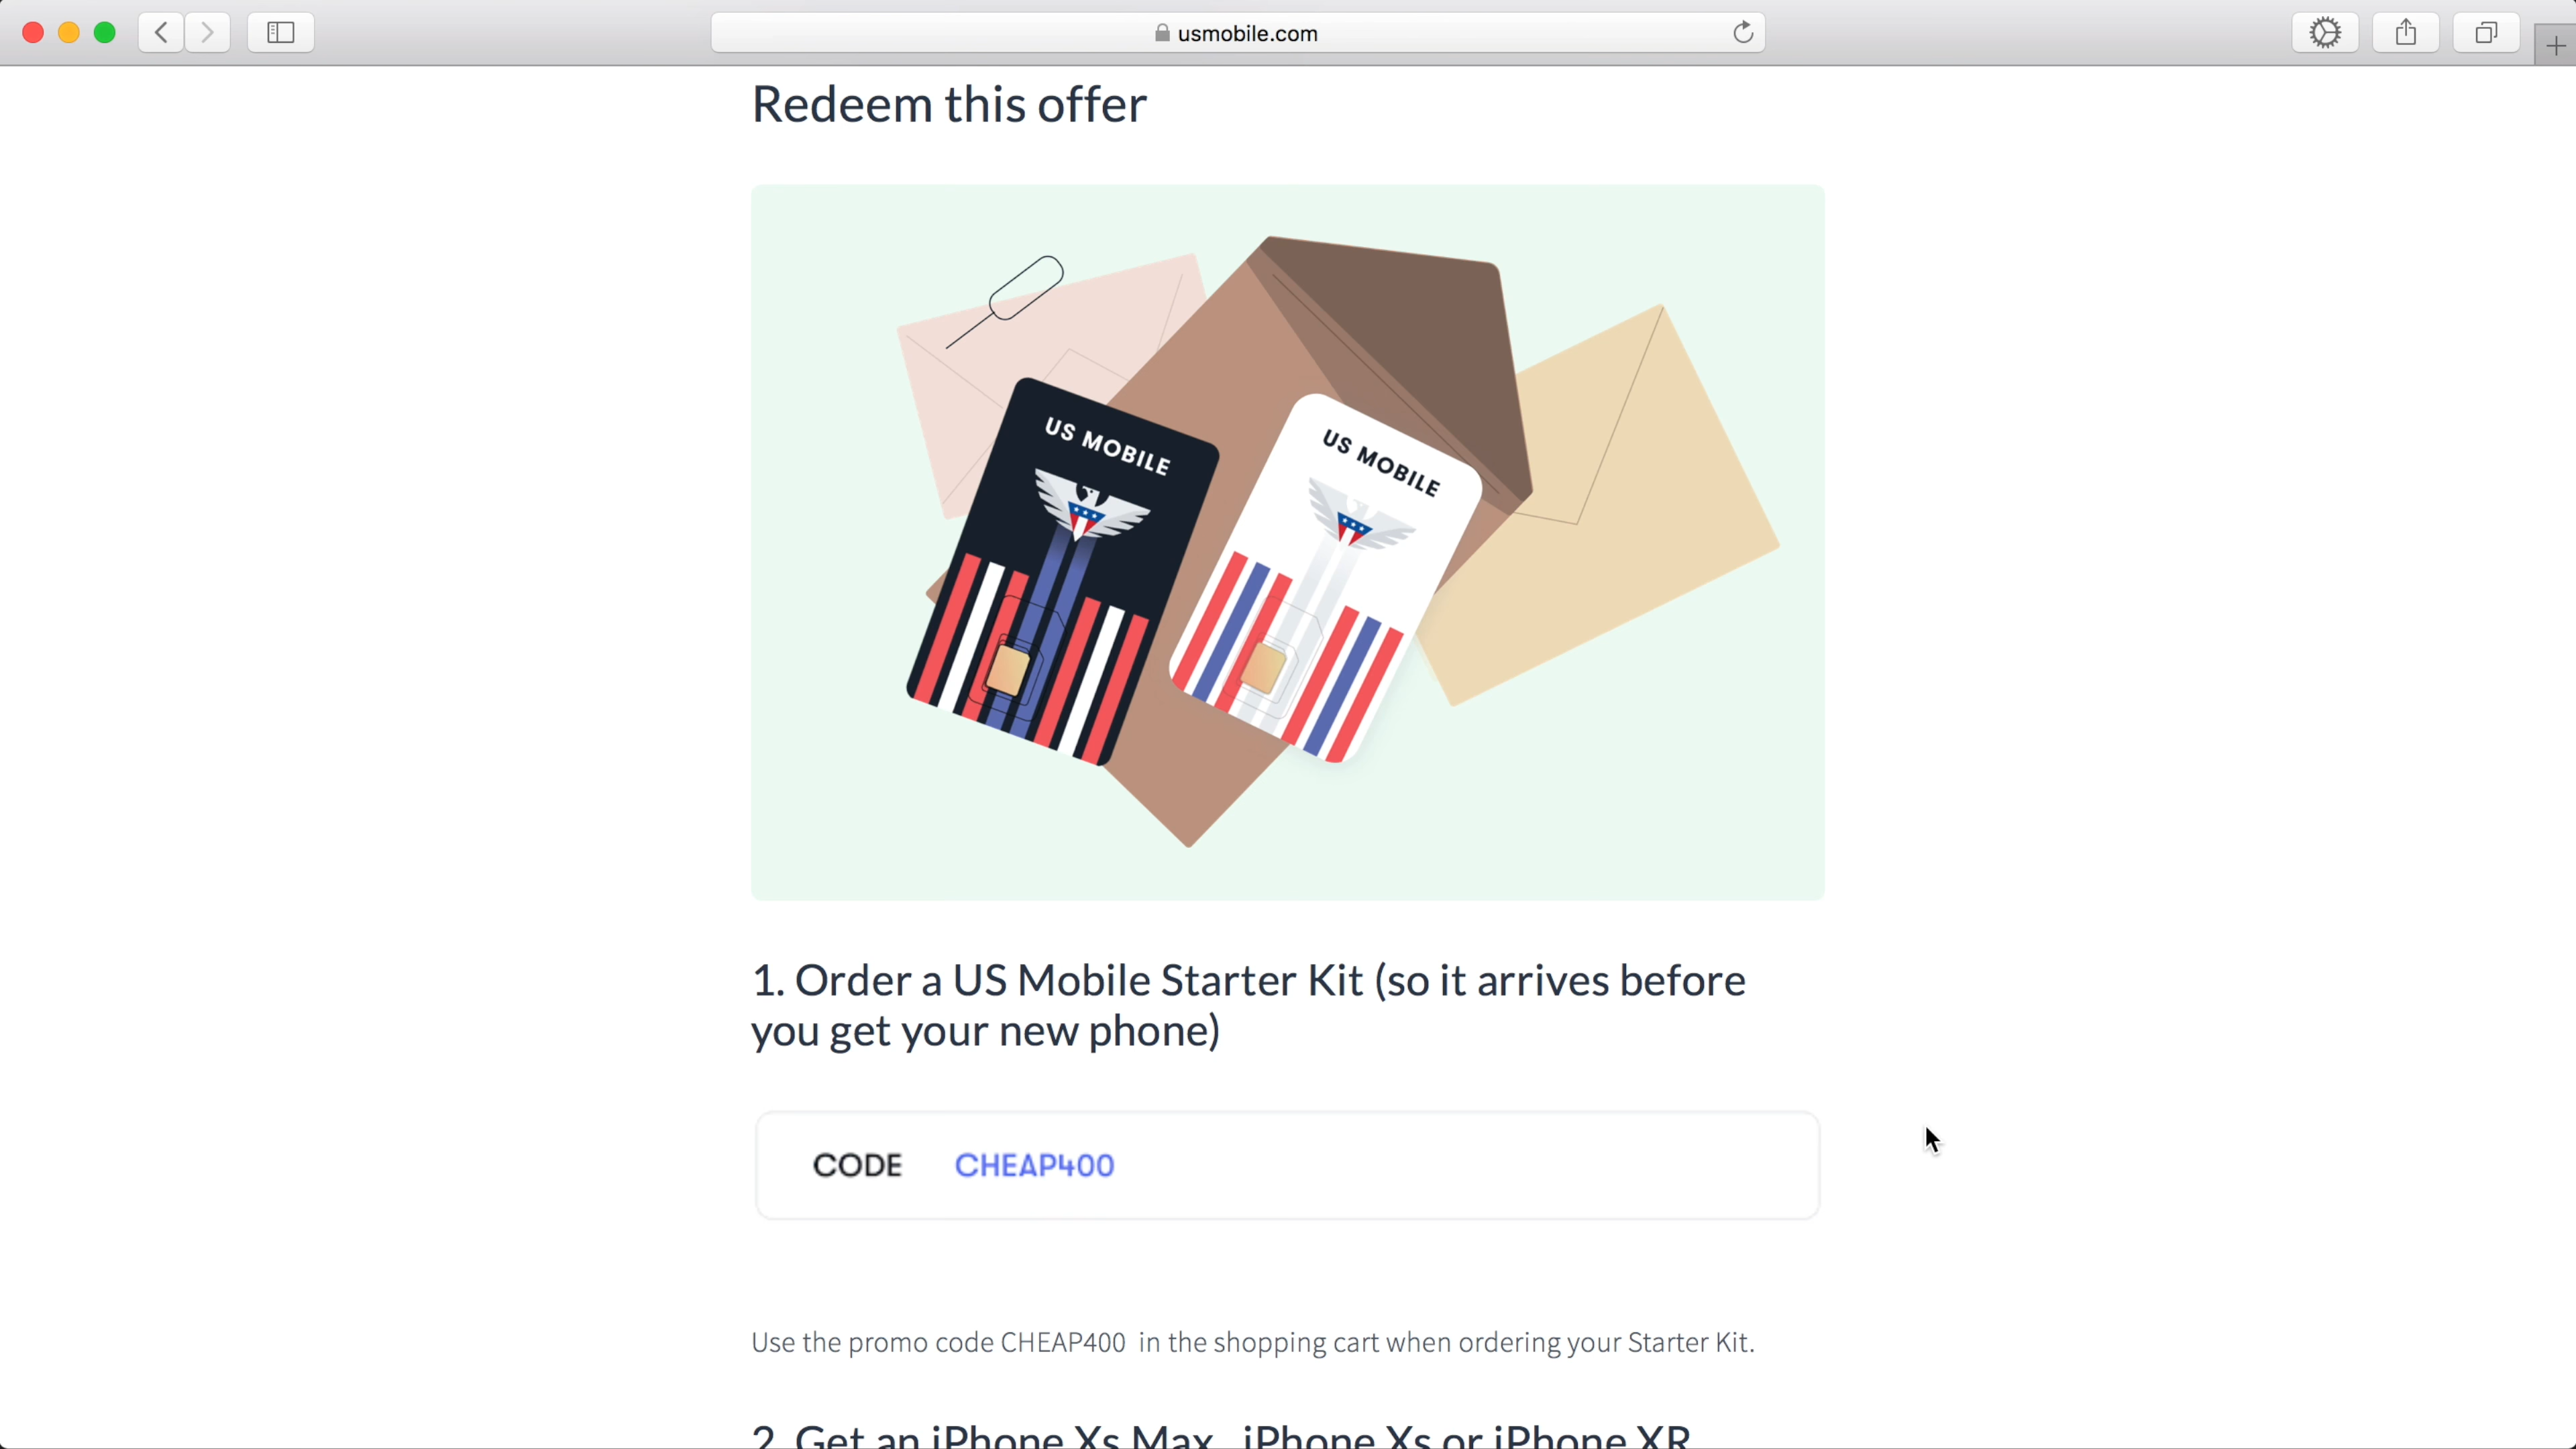 usmobile.com
Redeem this offer
US MOBILE
US MOBILE
1. Order a US Mobile Starter Kit (so it arrives before
you get your new phone)
CODE CHEAP400
Use the promo code CHEAP400 in the shopping cart when ordering your Starter Kit.
2. Get an iPhone Xs Max, iPhone Xs or iPhone XR